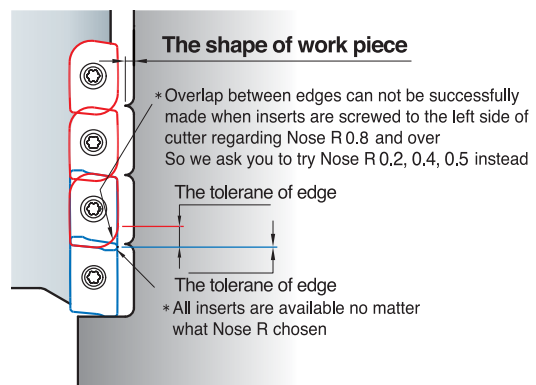 The shape of work piece
*Overlap between edges can not be successfully
made when inserts are screwed to the left side of
cutter regarding Nose R 0.8 and over
So we ask you to try Nose R 0.2, 0.4, 0.5 instead
The tolerane of edge
The tolerane of edge
*All inserts are available no matter
what Nose R chosen